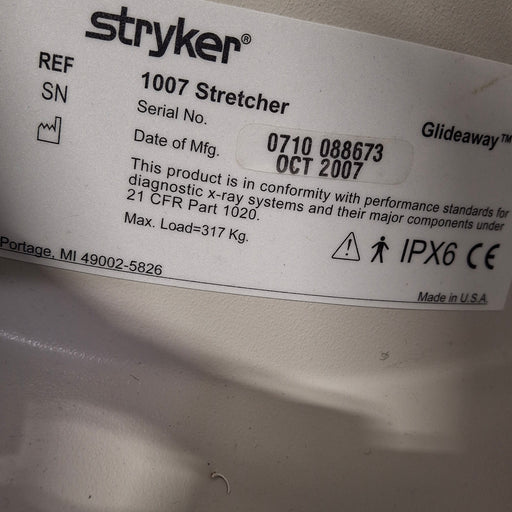 stryker®
REF 1007 Stretcher
SN Serial No. 0710 088673
Glideaway™
Date of Mfg. OCT 2007
This product is in conformity with performance standards for
diagnostic x-ray systems and their major components under
21 CFR Part 1020.
Max. Load=317 Kg.
IPX6 CE
Portage, MI 49002-5826
Made in U.S.A.